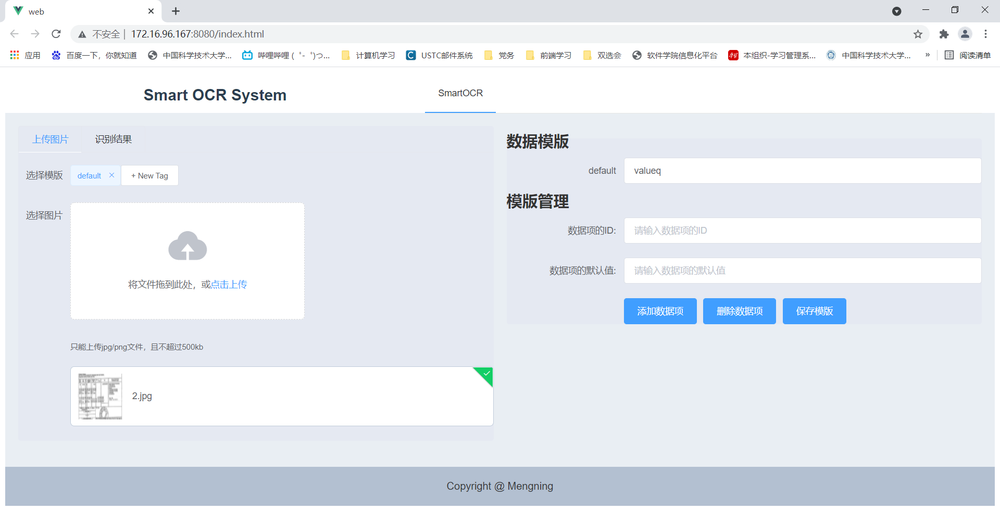 web
不安全 | 172.16.96.167:8080/index.html
应用 百度一下，你就知道 中国科学技术大学... 哔哩哔哩 (゜-゜)つ... 计算机学习 USTC邮件系统 党务 前端学习 双选会 软件学院信息化平台 本组织-学习管理系... 中国科学技术大学... » 阅读清单
Smart OCR System
SmartOCR
上传图片 识别结果
选择模版 default × + New Tag
选择图片
将文件拖到此处，或点击上传
只能上传jpg/png文件，且不超过500kb
2.jpg
数据模版
default valueq
模版管理
数据项的ID: 请输入数据项的ID
数据项的默认值: 请输入数据项的默认值
添加数据项 删除数据项 保存模版
Copyright @ Mengning